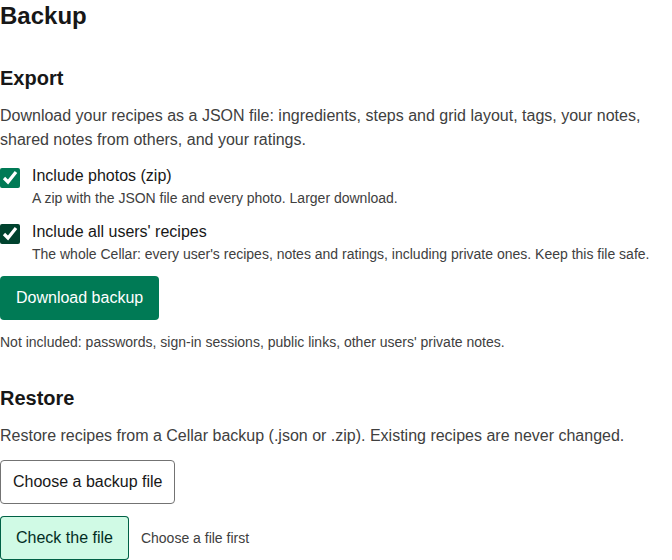 Backup
Export
Download your recipes as a JSON file: ingredients, steps and grid layout, tags, your notes,
shared notes from others, and your ratings.
Include photos (zip)
A zip with the JSON file and every photo. Larger download.
Include all users' recipes
The whole Cellar: every user's recipes, notes and ratings, including private ones. Keep this file safe.
Download backup
Not included: passwords, sign-in sessions, public links, other users' private notes.
Restore
Restore recipes from a Cellar backup (.json or .zip). Existing recipes are never changed.
Choose a backup file
Check the file Choose a file first